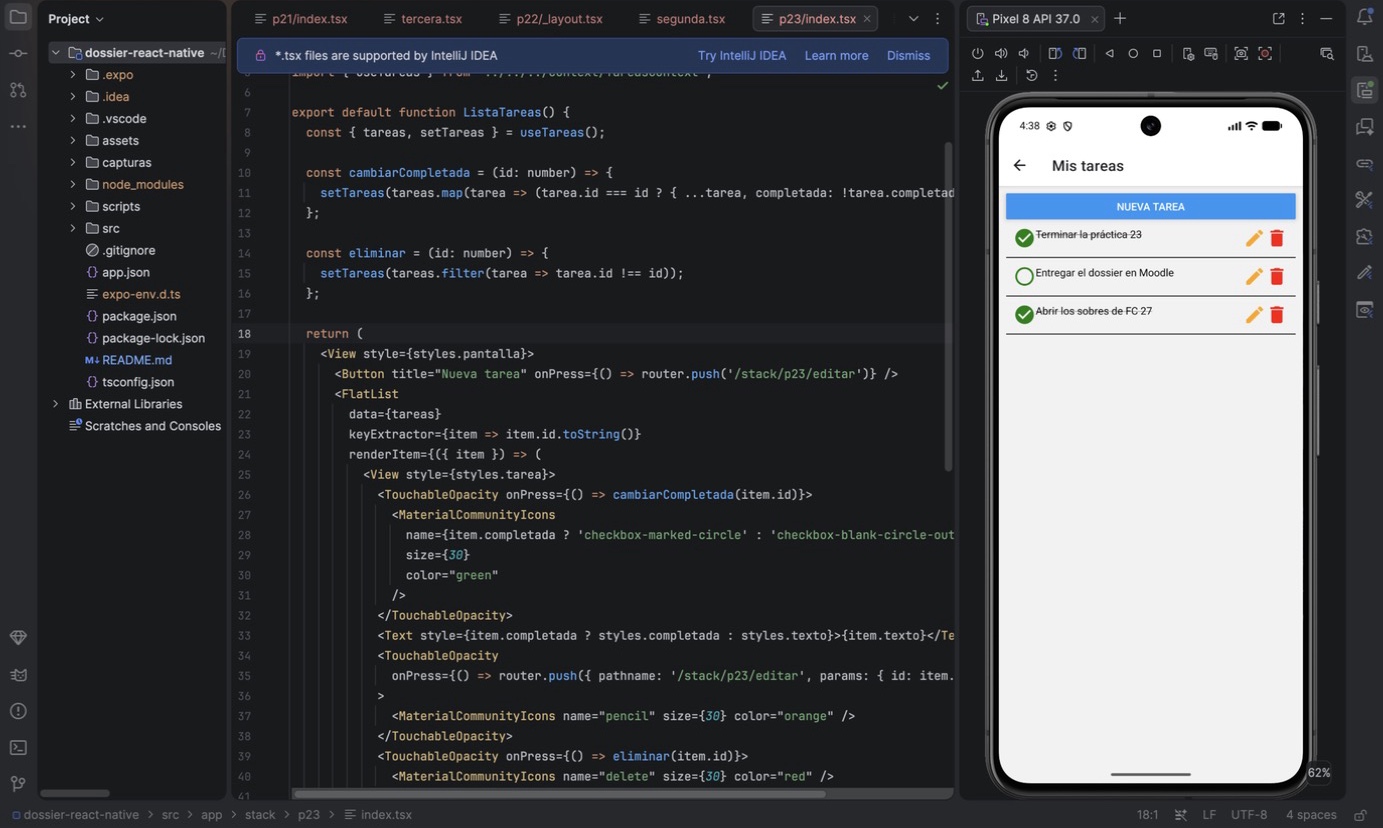 p21/index.tsx
tercera.tsx
p22/_layout.tsx
segunda.tsx
p23/index.tsx
Pixel 8 API 37.0
Project
*.tsx files are supported by IntelliJ IDEA
Try IntelliJ IDEA
Learn more
Dismiss
dossier-react-native
.expo
.idea
.vscode
assets
capturas
node_modules
scripts
src
.gitignore
app.json
expo-env.d.ts
package.json
package-lock.json
README.md
tsconfig.json
External Libraries
Scratches and Consoles
6
7 export default function ListaTareas() {
8 const { tareas, setTareas } = useTareas();
9
10 const cambiarCompletada = (id: number) => {
11 setTareas(tareas.map(tarea => (tarea.id === id ? { ...tarea, completada: !tarea.completad
12 };
13
14 const eliminar = (id: number) => {
15 setTareas(tareas.filter(tarea => tarea.id !== id));
16 };
17
18 return (
19 <View style={styles.pantalla}>
20 <Button title="Nueva tarea" onPress={() => router.push('/stack/p23/editar')} />
21 <FlatList
22 data={tareas}
23 keyExtractor={item => item.id.toString()}
24 renderItem={({ item }) => (
25 <View style={styles.tarea}>
26 <TouchableOpacity onPress={() => cambiarCompletada(item.id)}>
27 <MaterialCommunityIcons
28 name={item.completada ? 'checkbox-marked-circle' : 'checkbox-blank-circle-out
29 size={30}
30 color="green"
31 />
32 </TouchableOpacity>
33 <Text style={item.completada ? styles.completada : styles.texto}>{item.texto}</Te
34 <TouchableOpacity
35 onPress={() => router.push({ pathname: '/stack/p23/editar', params: { id: item.
36 >
37 <MaterialCommunityIcons name="pencil" size={30} color="orange" />
38 </TouchableOpacity>
39 <TouchableOpacity onPress={() => eliminar(item.id)}>
40 <MaterialCommunityIcons name="delete" size={30} color="red" />
41
4:38
Mis tareas
NUEVA TAREA
Terminar la práctica 23
Entregar el dossier en Moodle
Abrir los sobres de FC 27
62%
dossier-react-native > src > app > stack > p23 > index.tsx
18:1 LF UTF-8 4 spaces